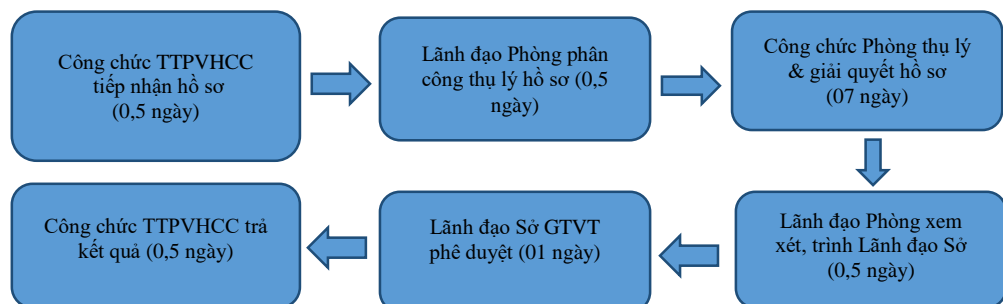 Công chức TTPVHCC
tiếp nhận hồ sơ
(0,5 ngày)
Lãnh đạo Phòng phân
công thụ lý hồ sơ (0,5
ngày)
Công chức Phòng thụ lý
& giải quyết hồ sơ
(07 ngày)
Lãnh đạo Phòng xem
xét, trình Lãnh đạo Sở
(0,5 ngày)
Lãnh đạo Sở GTVT
phê duyệt (01 ngày)
Công chức TTPVHCC trả
kết quả (0,5 ngày)